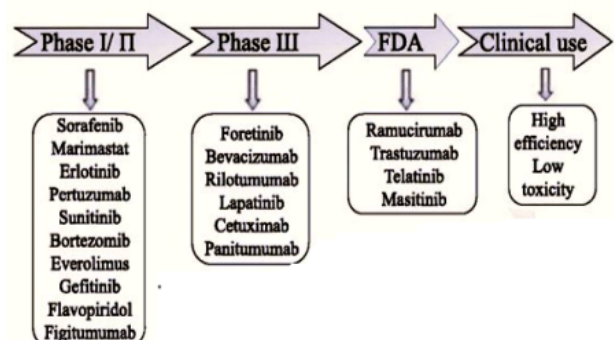 Phase I/ II
Phase III
FDA
Clinical use
Sorafenib
Marimastat
Erlotinib
Pertuzumab
Sunitinib
Bortezomib
Everolimus
Gefitinib
Flavopiridol
Figitumumab
Foretinib
Bevacizumab
Rilotumumab
Lapatinib
Cetuximab
Panitumumab
Ramucirumab
Trastuzumab
Telatinib
Masitinib
High
efficiency
Low
toxicity